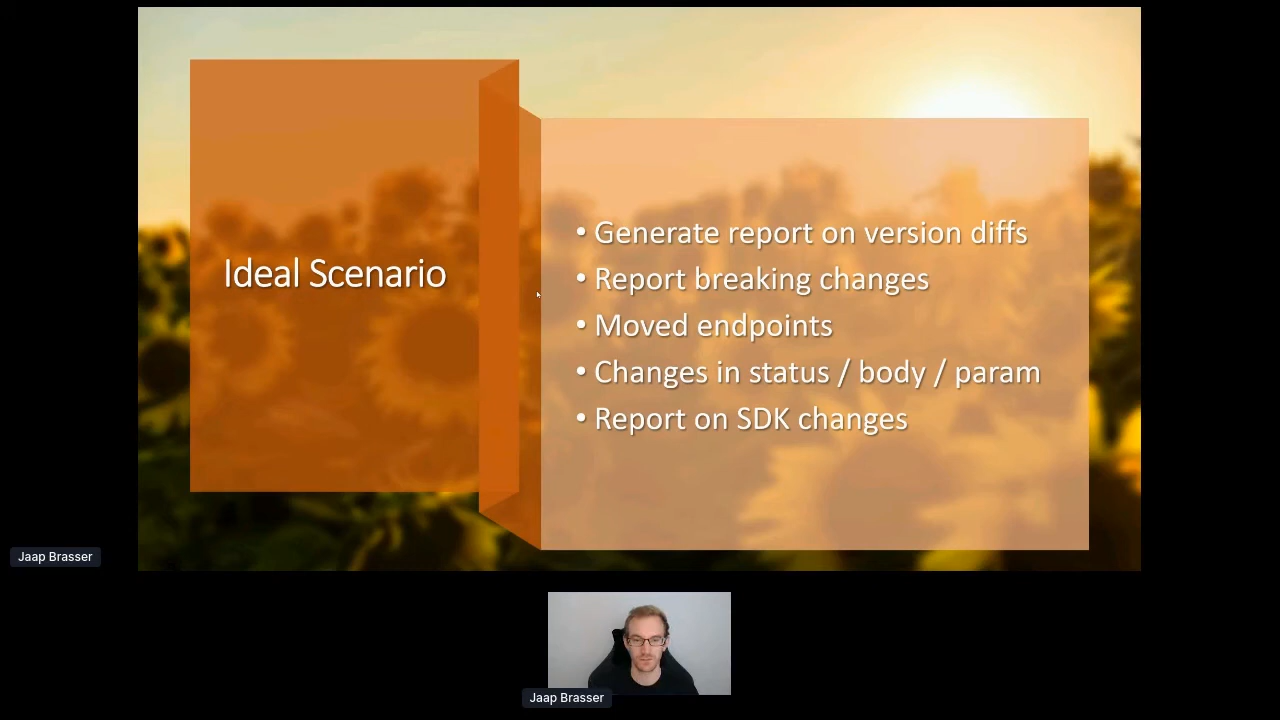 Ideal Scenario
• Generate report on version diffs
• Report breaking changes
• Moved endpoints
• Changes in status / body / param
• Report on SDK changes
Jaap Brasser
Jaap Brasser